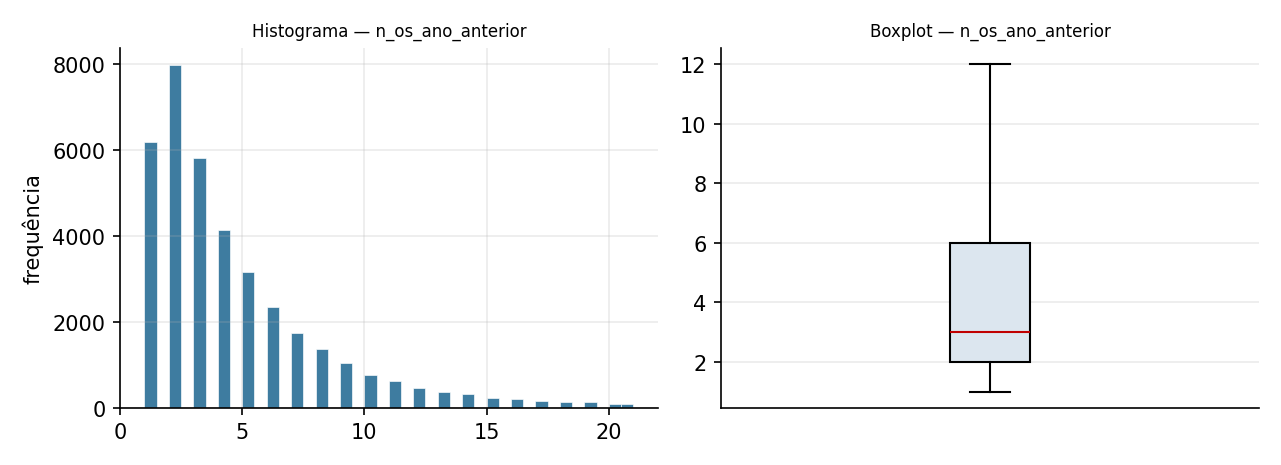 Histograma — n_os_ano_anterior
frequência
8000
6000
4000
2000
0
0 5 10 15 20
Boxplot — n_os_ano_anterior
12
10
8
6
4
2